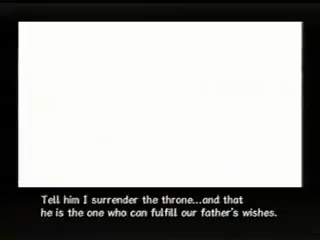 Tell him I surrender the throne...and that
he is the one who can fulfill our father's wishes.